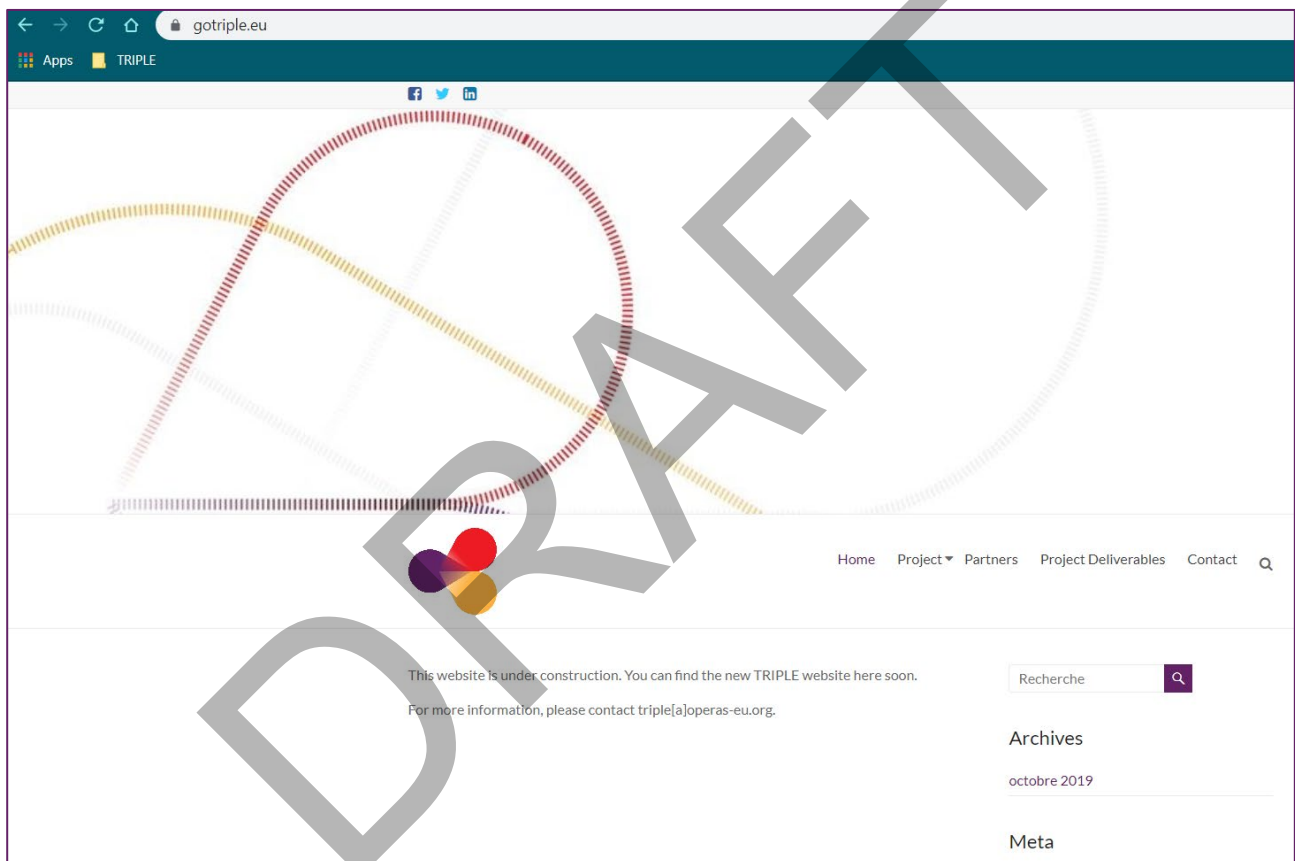 gotriple.eu
Apps TRIPLE
Home Project Partners Project Deliverables Contact
This website is under construction. You can find the new TRIPLE website here soon.
For more information, please contact triple[a]operas-eu.org.
Recherche
Archives
octobre 2019
Meta
DRAFT